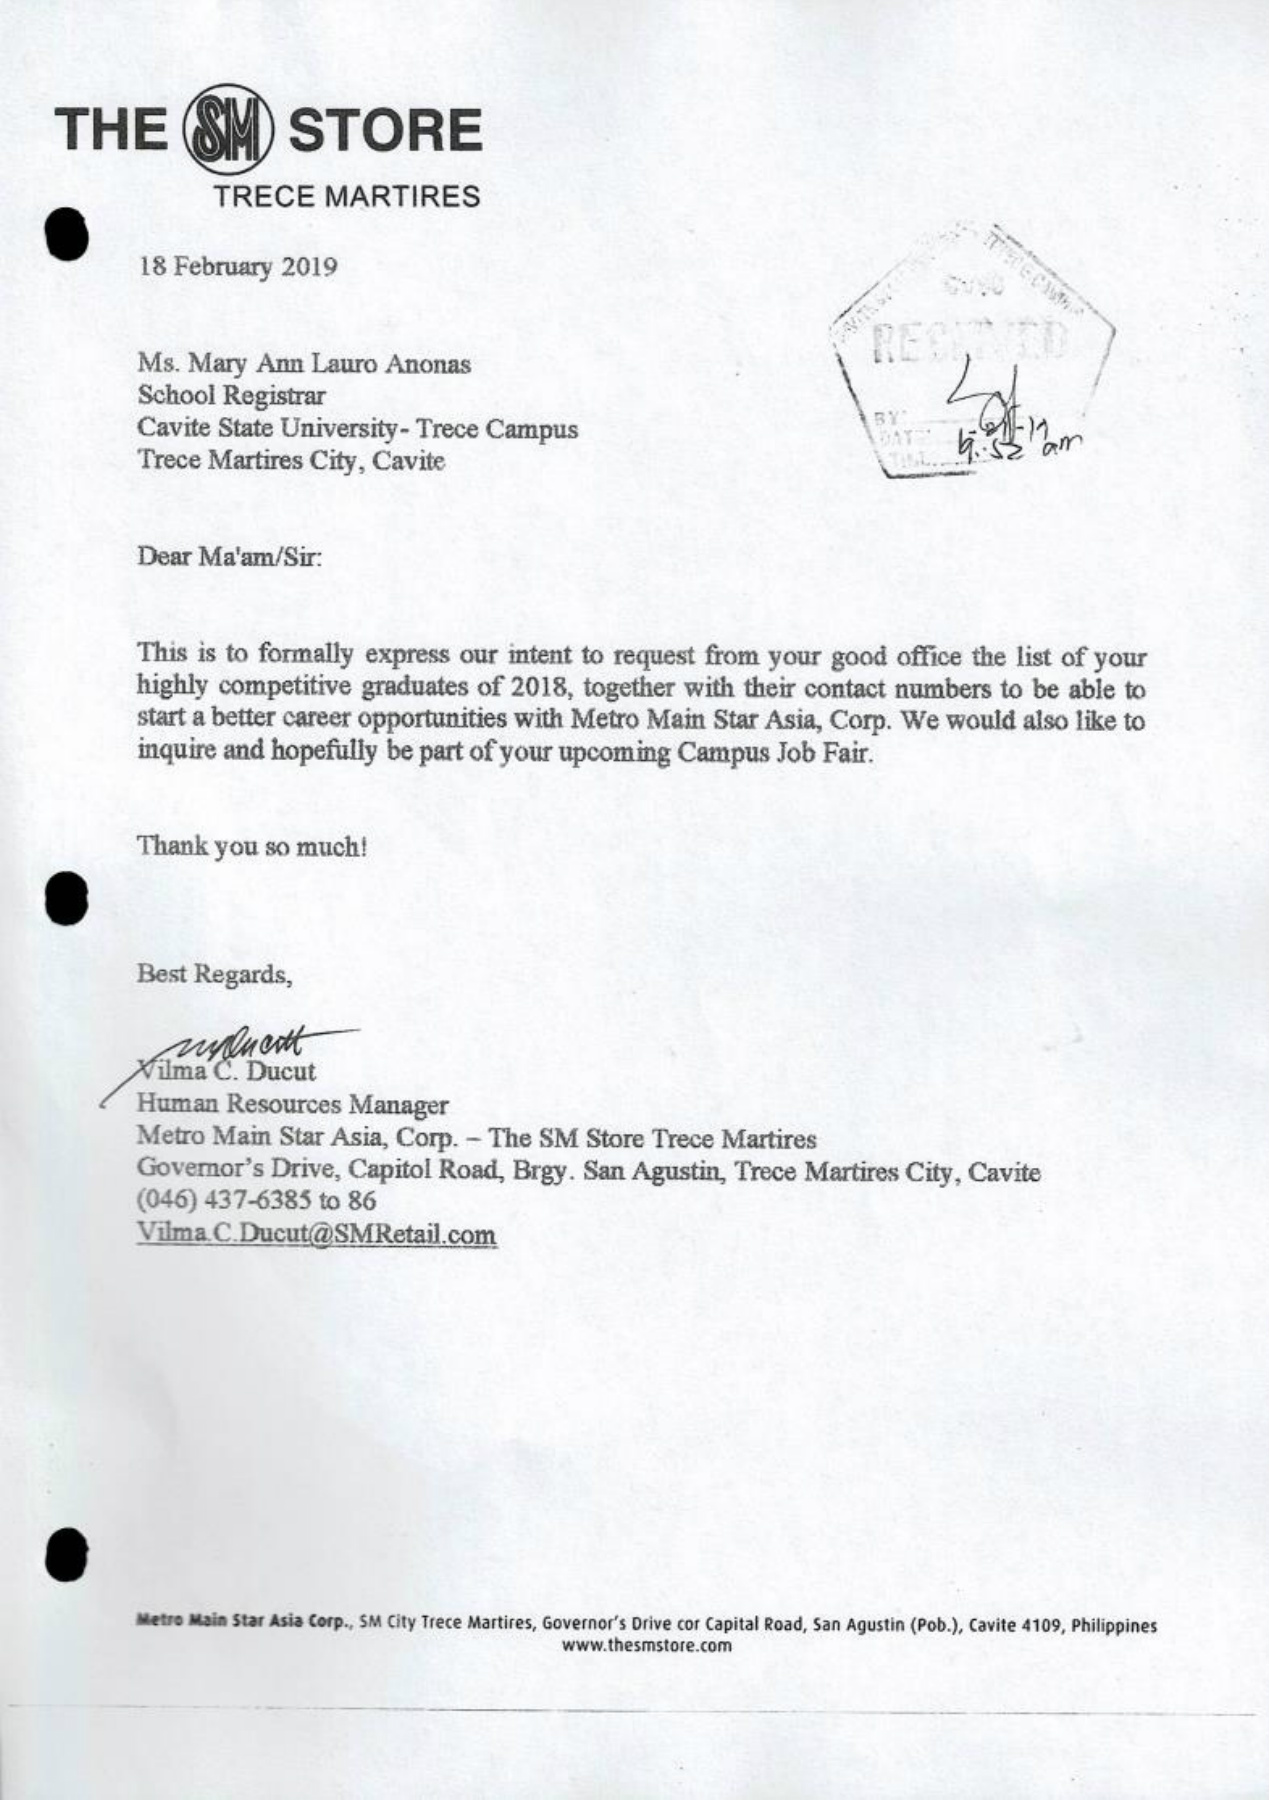 THE SM STORE
TRECE MARTIRES
18 February 2019
RECEIVED
BY:
DATE
TIME
am
Ms. Mary Ann Lauro Anonas
School Registrar
Cavite State University- Trece Campus
Trece Martires City, Cavite
Dear Ma'am/Sir:
This is to formally express our intent to request from your good office the list of your
highly competitive graduates of 2018, together with their contact numbers to be able to
start a better career opportunities with Metro Main Star Asia, Corp. We would also like to
inquire and hopefully be part of your upcoming Campus Job Fair.
Thank you so much!
Best Regards,
Vilma C. Ducut
Human Resources Manager
Metro Main Star Asia, Corp. – The SM Store Trece Martires
Governor's Drive, Capitol Road, Brgy. San Agustin, Trece Martires City, Cavite
(046) 437-6385 to 86
Vilma.C.Ducut@SMRetail.com
Metro Main Star Asia Corp., SM City Trece Martires, Governor's Drive cor Capital Road, San Agustin (Pob.), Cavite 4109, Philippines
www.thesmstore.com